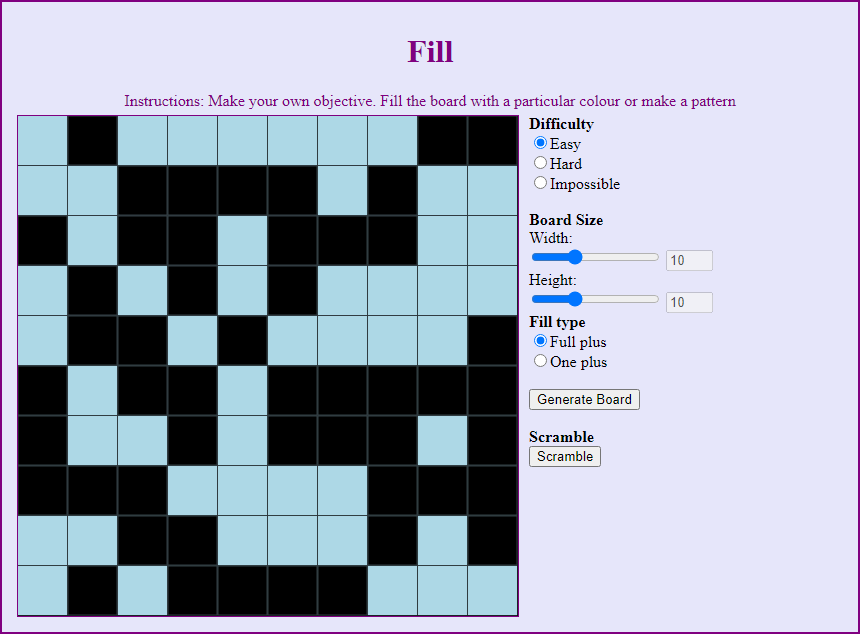 Fill
Instructions: Make your own objective. Fill the board with a particular colour or make a pattern
Difficulty
Easy
Hard
Impossible
Board Size
Width:
10
Height:
10
Fill type
Full plus
One plus
Generate Board
Scramble
Scramble